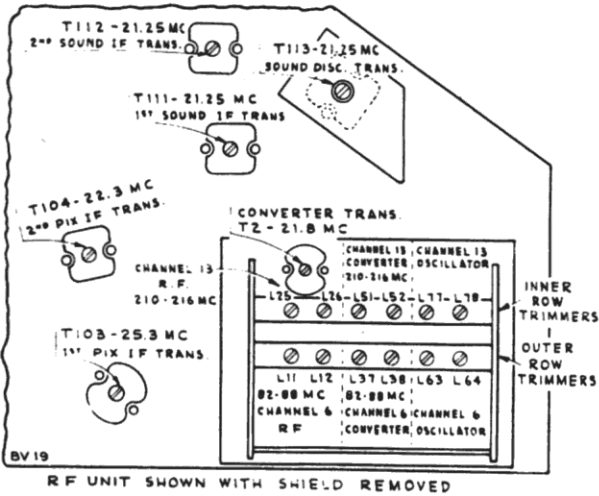 T112-21.25 MC
2ND SOUND IF TRANS.
T113-21.25 MC
SOUND DISC. TRANS.
T111-21.25 MC
1ST SOUND IF TRANS
T104-22.3 MC
2ND PIX IF TRANS.
CONVERTER TRANS.
T2-21.8 MC
CHANNEL 13
R.F.
210-216 MC
CHANNEL 13
CONVERTER
210-216 MC
CHANNEL 13
OSCILLATOR
L25 L26 L51 L52 L77 L78
INNER
ROW
TRIMMERS
T103-25.3 MC
1ST PIX IF TRANS.
OUTER
ROW
TRIMMERS
L11 L12 L37 L38 L63 L64
82-88 MC
CHANNEL 6
RF
82-88 MC
CHANNEL 6
CONVERTER
CHANNEL 6
OSCILLATOR
BV19
RF UNIT SHOWN WITH SHIELD REMOVED